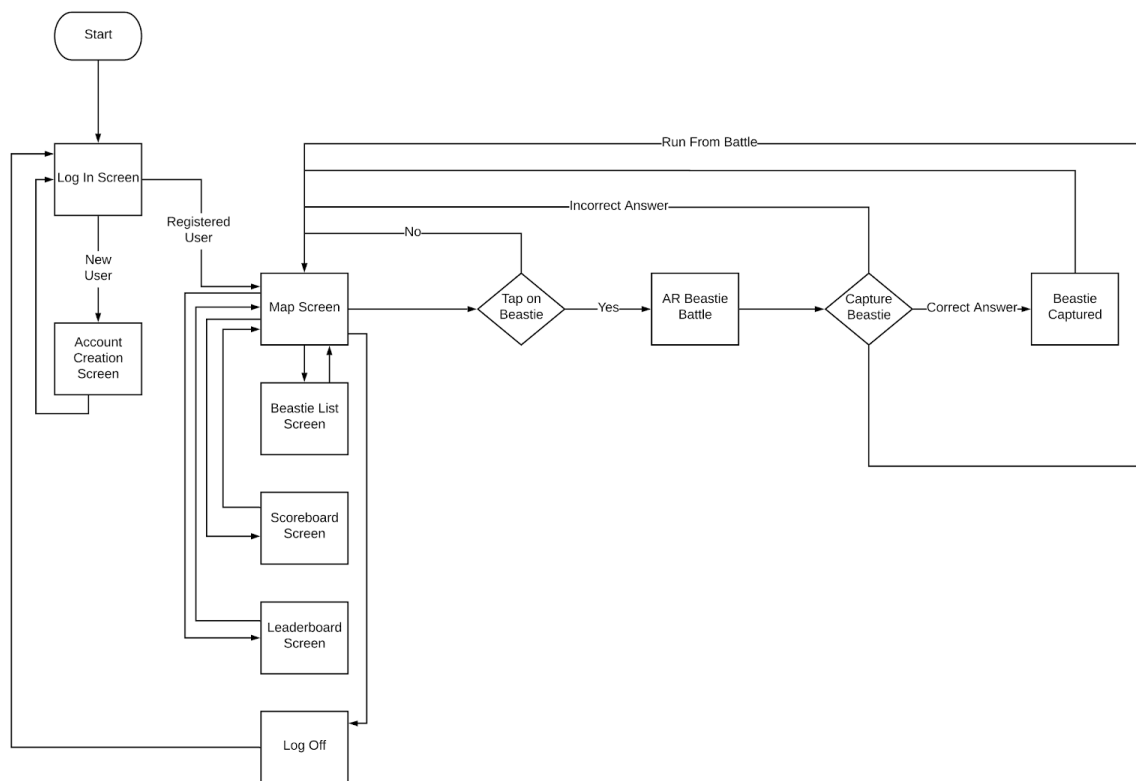 Start
Run From Battle
Log In Screen
Incorrect Answer
Registered
User
No
New
User
Map Screen
Tap on
Beastie
Yes
AR Beastie
Battle
Capture
Beastie
Correct Answer
Beastie
Captured
Account
Creation
Screen
Beastie List
Screen
Scoreboard
Screen
Leaderboard
Screen
Log Off